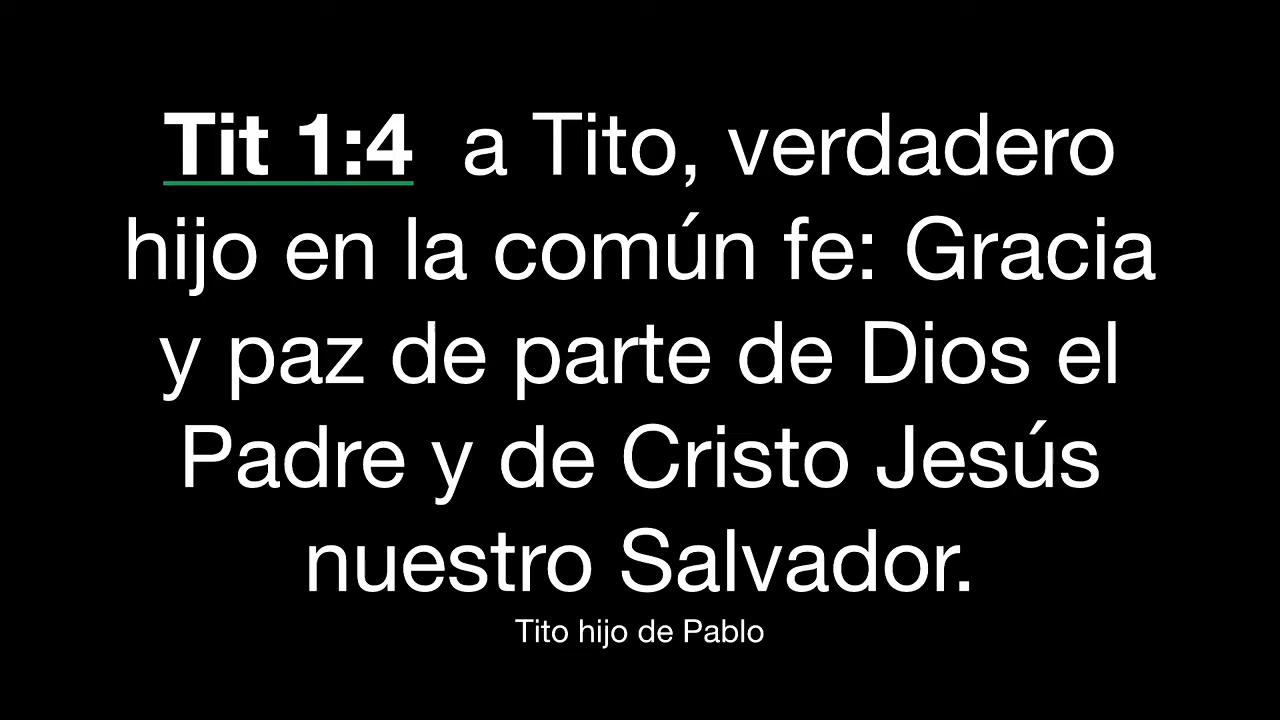 Tit 1:4 a Tito, verdadero
hijo en la común fe: Gracia
y paz de parte de Dios el
Padre y de Cristo Jesús
nuestro Salvador.
Tito hijo de Pablo